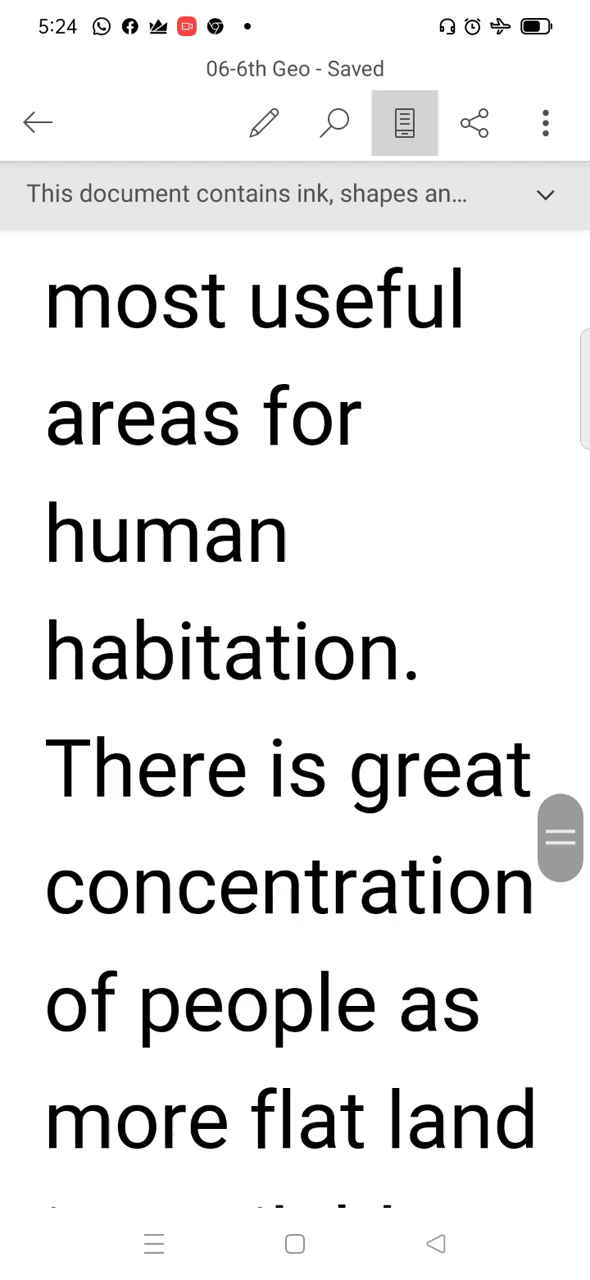 5:24
06-6th Geo - Saved
This document contains ink, shapes an...
most useful
areas for
human
habitation.
There is great
concentration
of people as
more flat land